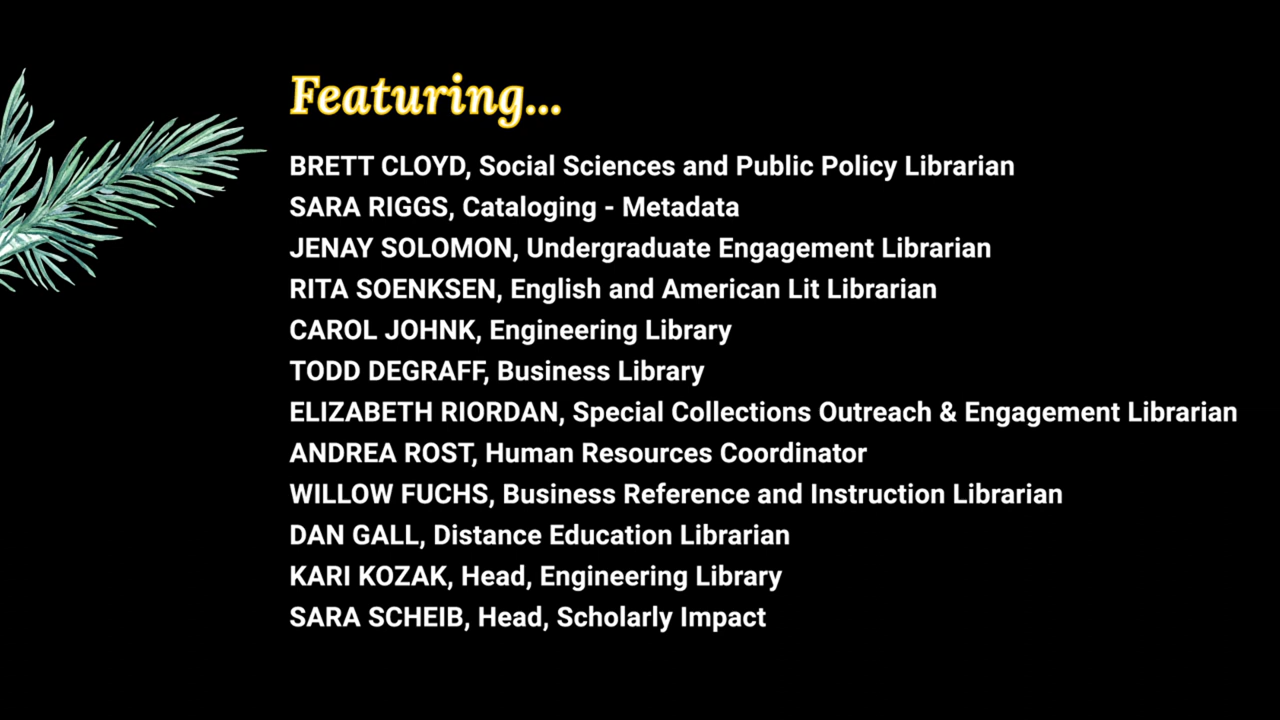 Featuring...
BRETT CLOYD, Social Sciences and Public Policy Librarian
SARA RIGGS, Cataloging - Metadata
JENAY SOLOMON, Undergraduate Engagement Librarian
RITA SOENKSEN, English and American Lit Librarian
CAROL JOHNK, Engineering Library
TODD DEGRAFF, Business Library
ELIZABETH RIORDAN, Special Collections Outreach & Engagement Librarian
ANDREA ROST, Human Resources Coordinator
WILLOW FUCHS, Business Reference and Instruction Librarian
DAN GALL, Distance Education Librarian
KARI KOZAK, Head, Engineering Library
SARA SCHEIB, Head, Scholarly Impact